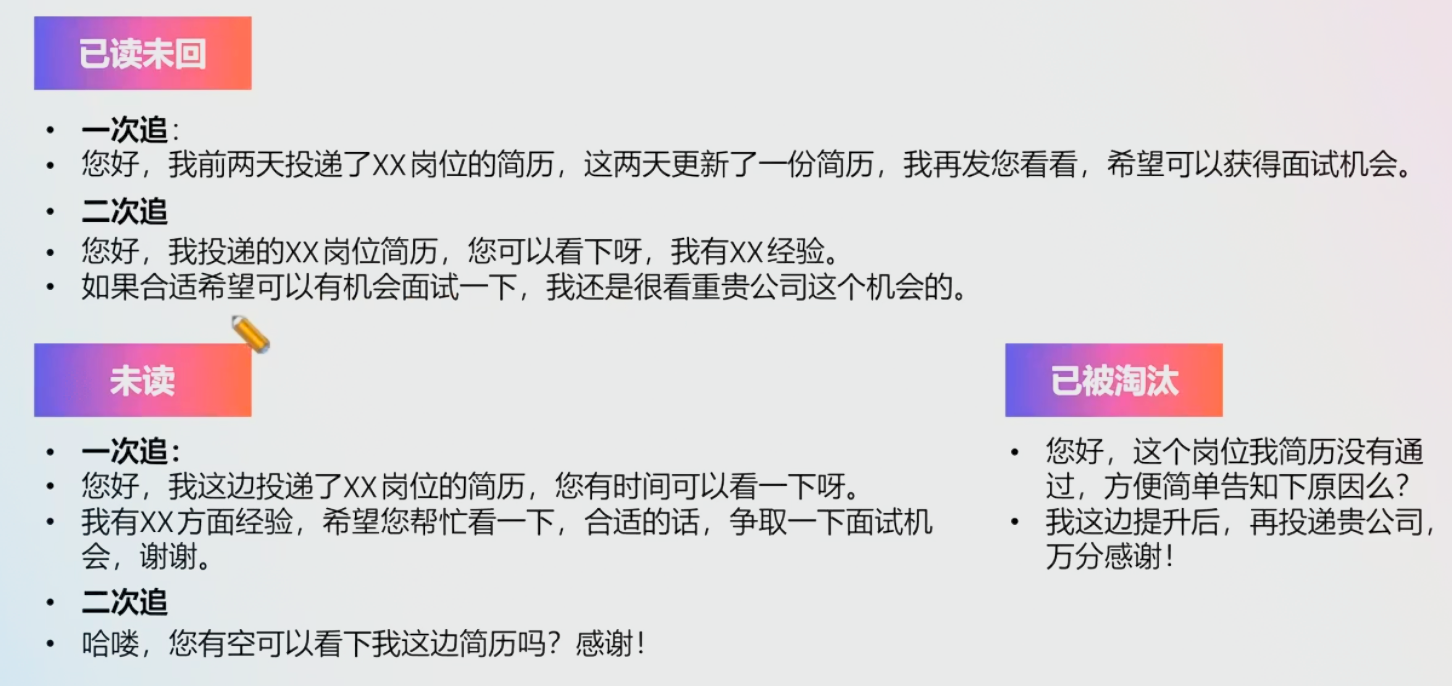 已读未回
• 一次追：
• 您好，我前两天投递了XX岗位的简历，这两天更新了一份简历，我再发您看看，希望可以获得面试机会。
• 二次追
• 您好，我投递的XX岗位简历，您可以看下呀，我有XX经验。
• 如果合适希望可以有机会面试一下，我还是很看重贵公司这个机会的。
未读
• 一次追：
• 您好，我这边投递了XX岗位的简历，您有时间可以看一下呀。
• 我有XX方面经验，希望您帮忙看一下，合适的话，争取一下面试机
会，谢谢。
• 二次追
• 哈喽，您有空可以看下我这边简历吗？感谢！
已被淘汰
• 您好，这个岗位我简历没有通
过，方便简单告知下原因么？
• 我这边提升后，再投递贵公司，
万分感谢！